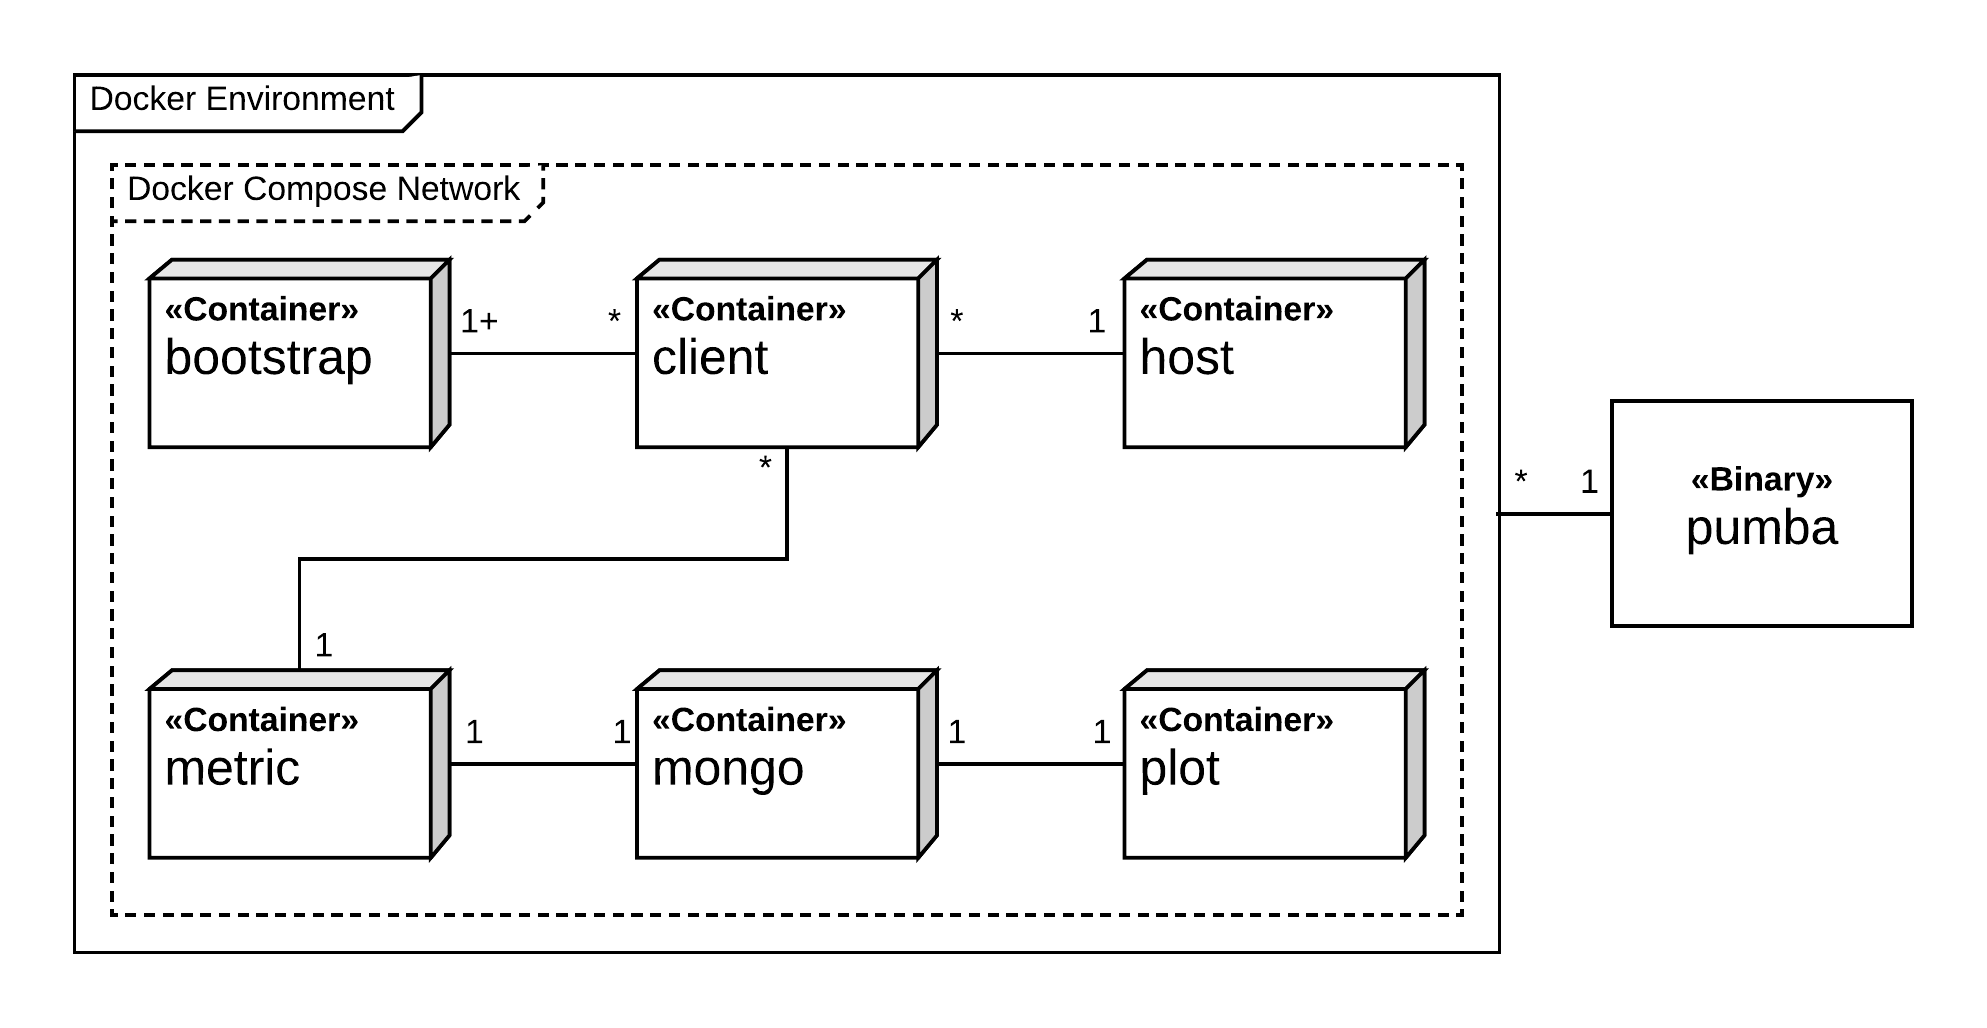 Docker Environment
Docker Compose Network
«Container»
bootstrap
1+
*
«Container»
client
*
1
«Container»
host
*
1
*
1
«Binary»
pumba
«Container»
metric
1
1
«Container»
mongo
1
1
«Container»
plot